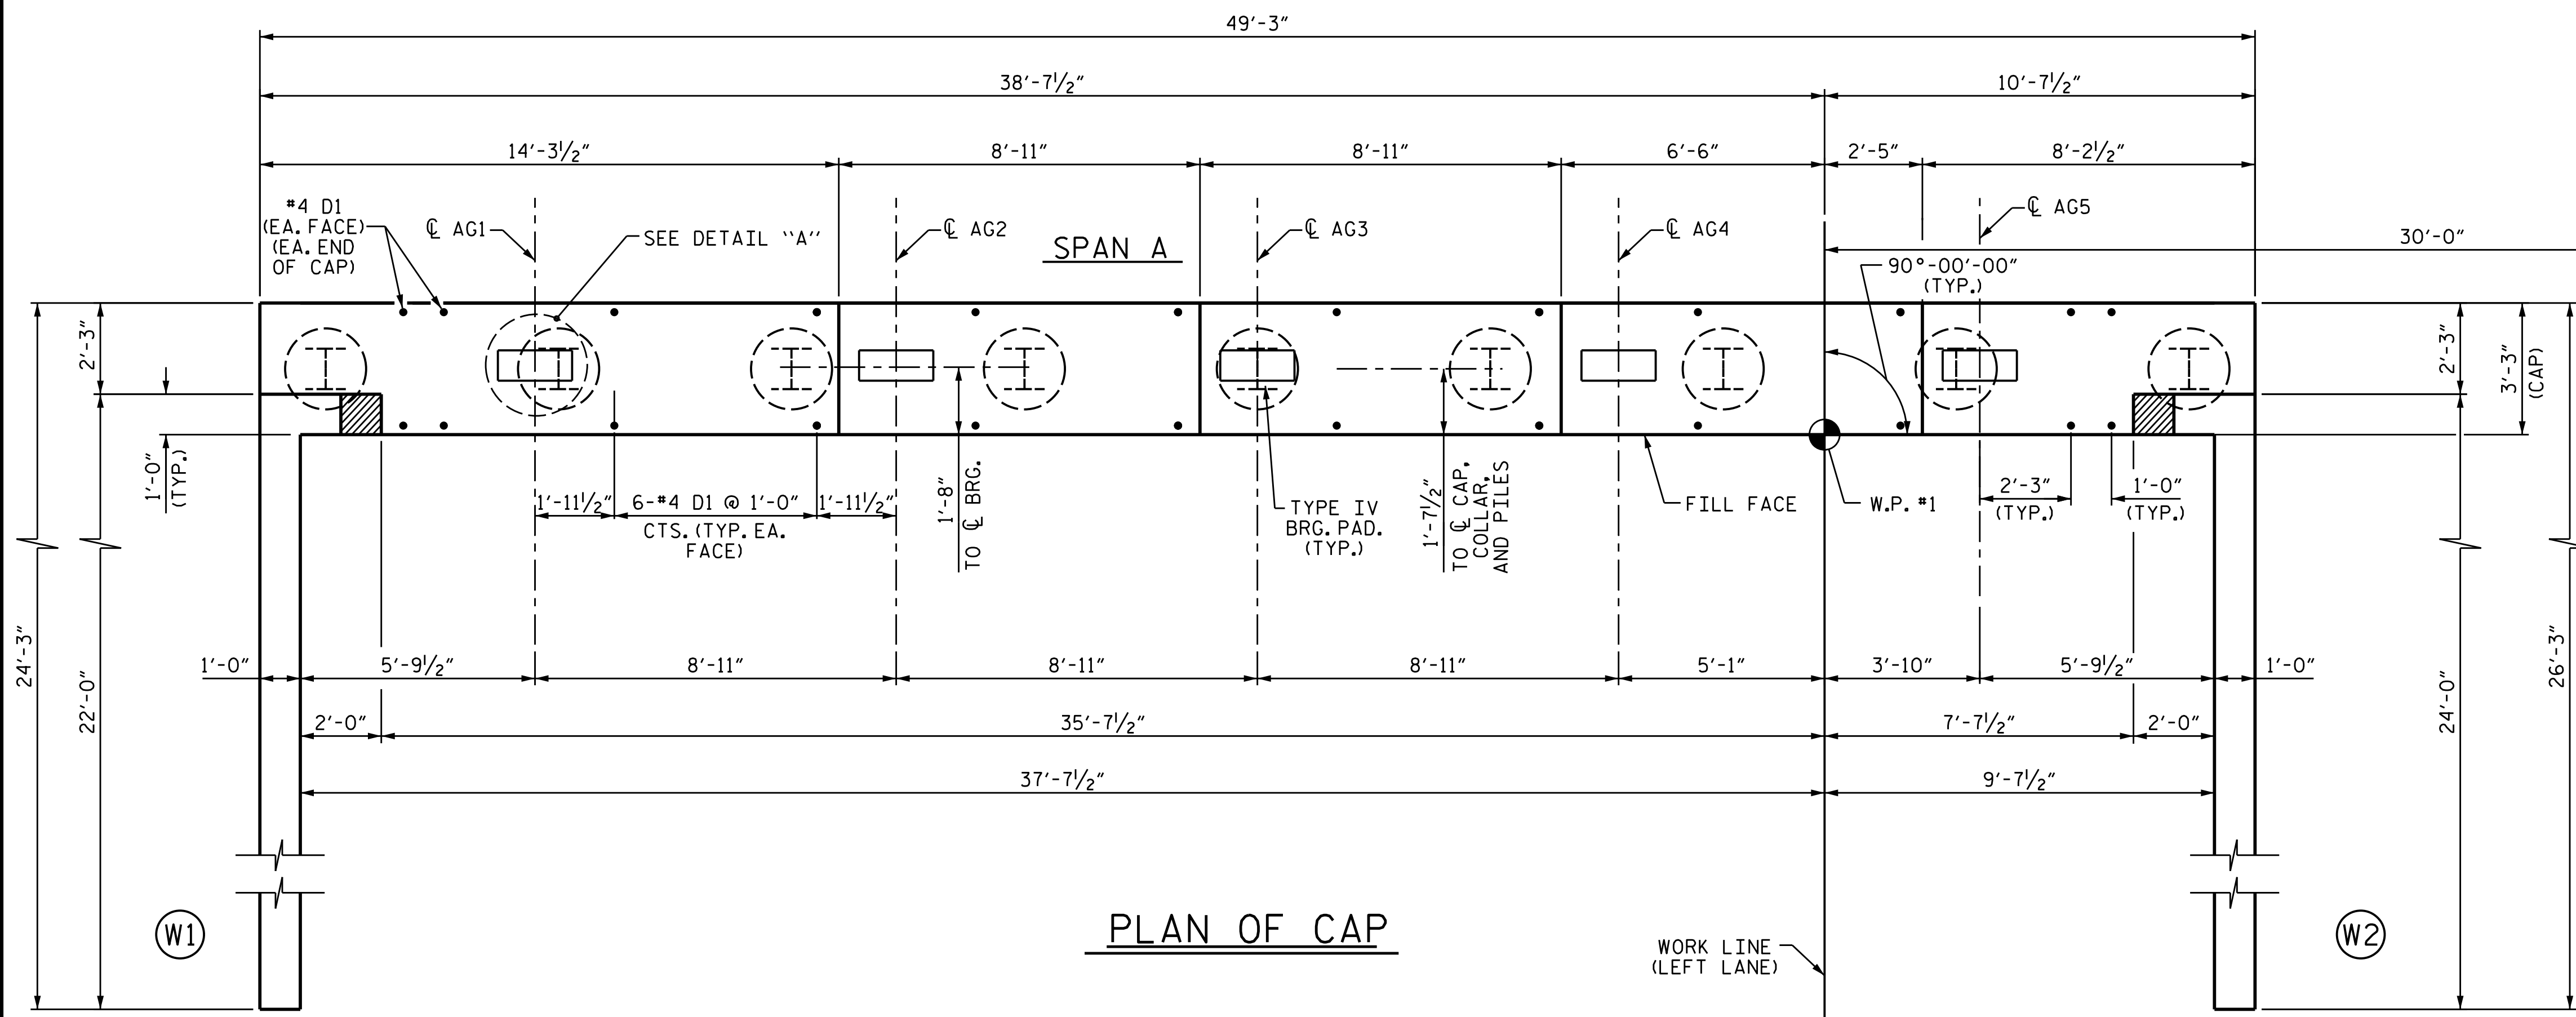 49'-3"
38'-7½"
10'-7½"
14'-3½"
8'-11"
8'-11"
6'-6"
2'-5"
8'-2½"
#4 D1
(EA. FACE)
(EA. END
OF CAP)
℄ AG1
SEE DETAIL "A"
℄ AG2
SPAN A
℄ AG3
℄ AG4
℄ AG5
30'-0"
90°-00'-00"
(TYP.)
2'-3"
2'-3"
3'-3"
(CAP)
1'-0"
(TYP.)
1'-11½"
6-#4 D1 @ 1'-0"
CTS. (TYP. EA.
FACE)
1'-11½"
1'-8"
TO ℄ BRG.
TYPE IV
BRG. PAD.
(TYP.)
1'-7½"
TO ℄ CAP,
COLLAR,
AND PILES
FILL FACE
W.P. #1
2'-3"
(TYP.)
1'-0"
(TYP.)
24'-3"
22'-0"
24'-0"
26'-3"
1'-0"
5'-9½"
8'-11"
8'-11"
8'-11"
5'-1"
3'-10"
5'-9½"
1'-0"
2'-0"
35'-7½"
7'-7½"
2'-0"
37'-7½"
9'-7½"
W1
PLAN OF CAP
WORK LINE
(LEFT LANE)
W2